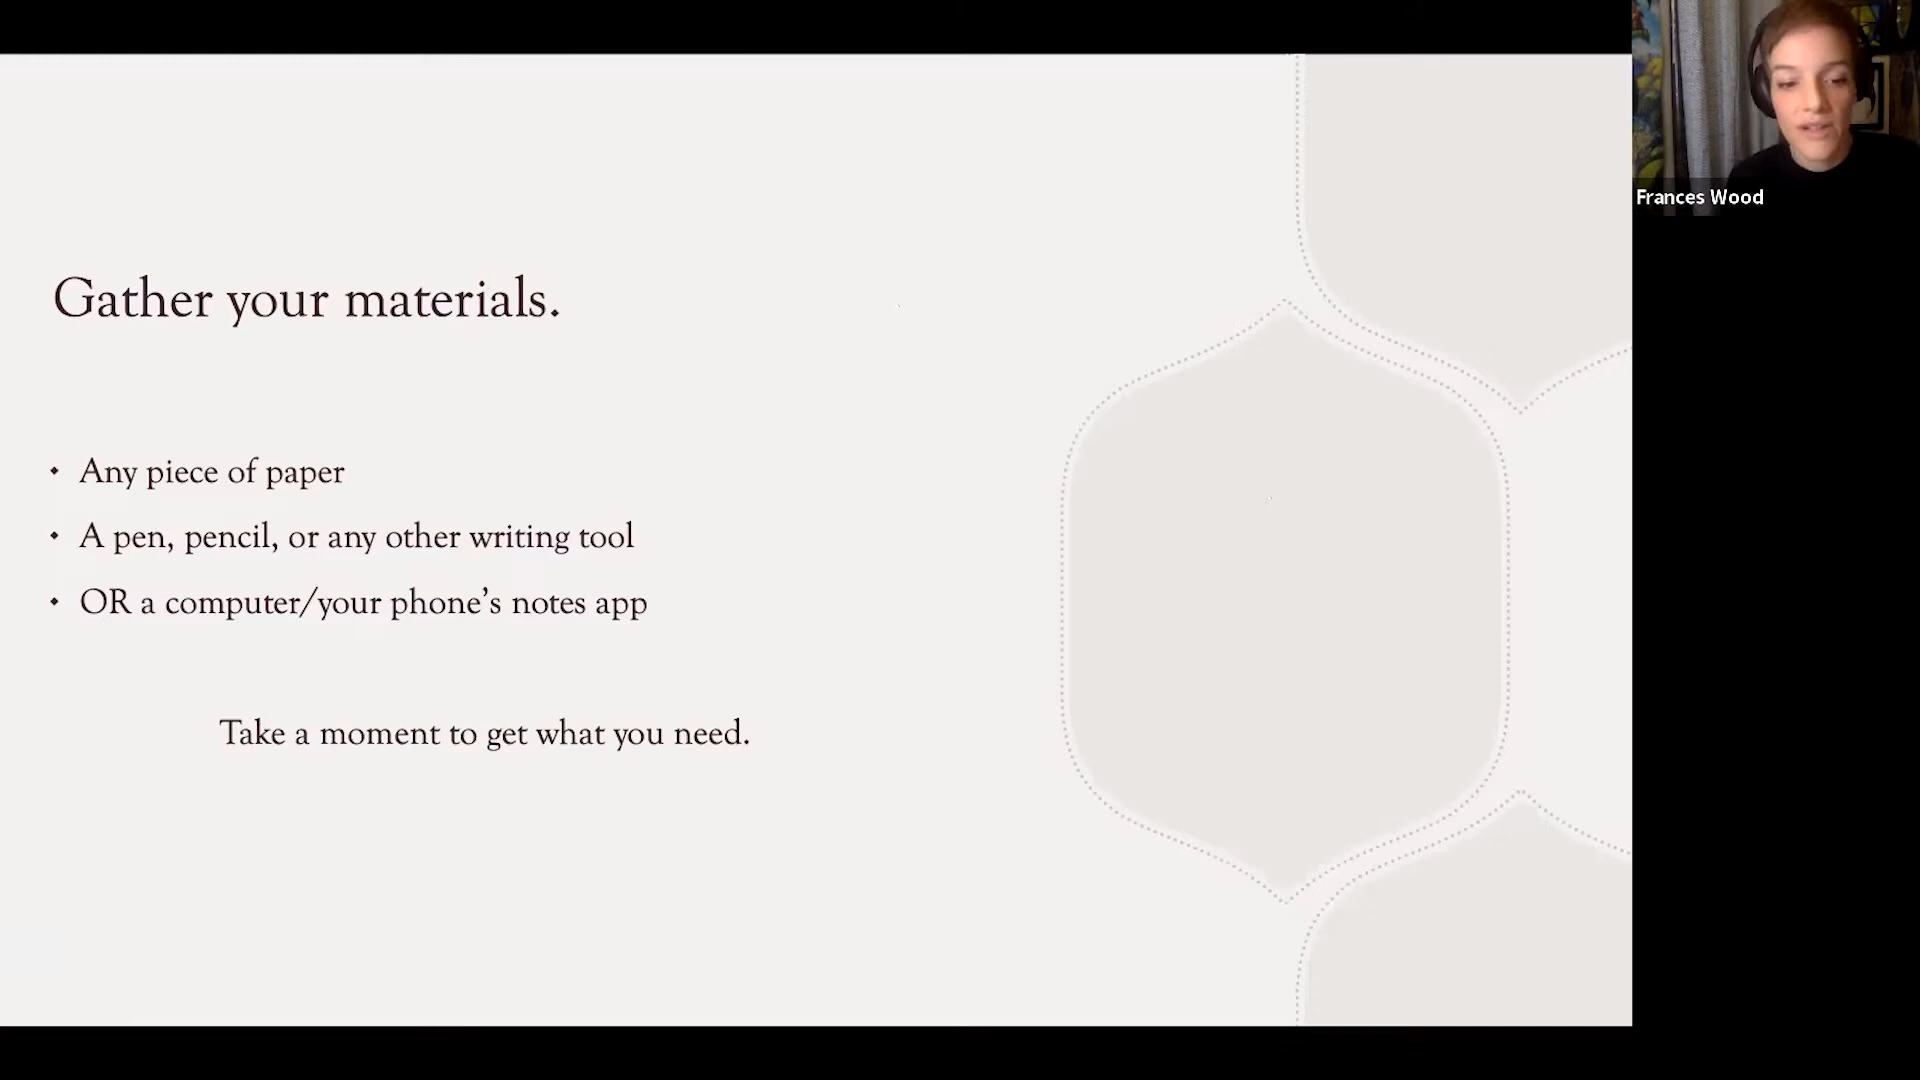 Gather your materials.
Any piece of paper
A pen, pencil, or any other writing tool
OR a computer/your phone’s notes app
Take a moment to get what you need.
Frances Wood